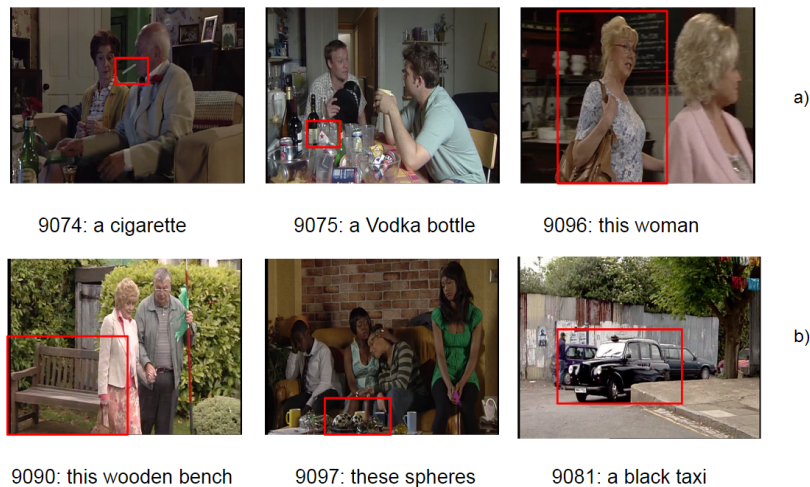 a)
9074: a cigarette
9075: a Vodka bottle
9096: this woman
b)
9090: this wooden bench
9097: these spheres
9081: a black taxi